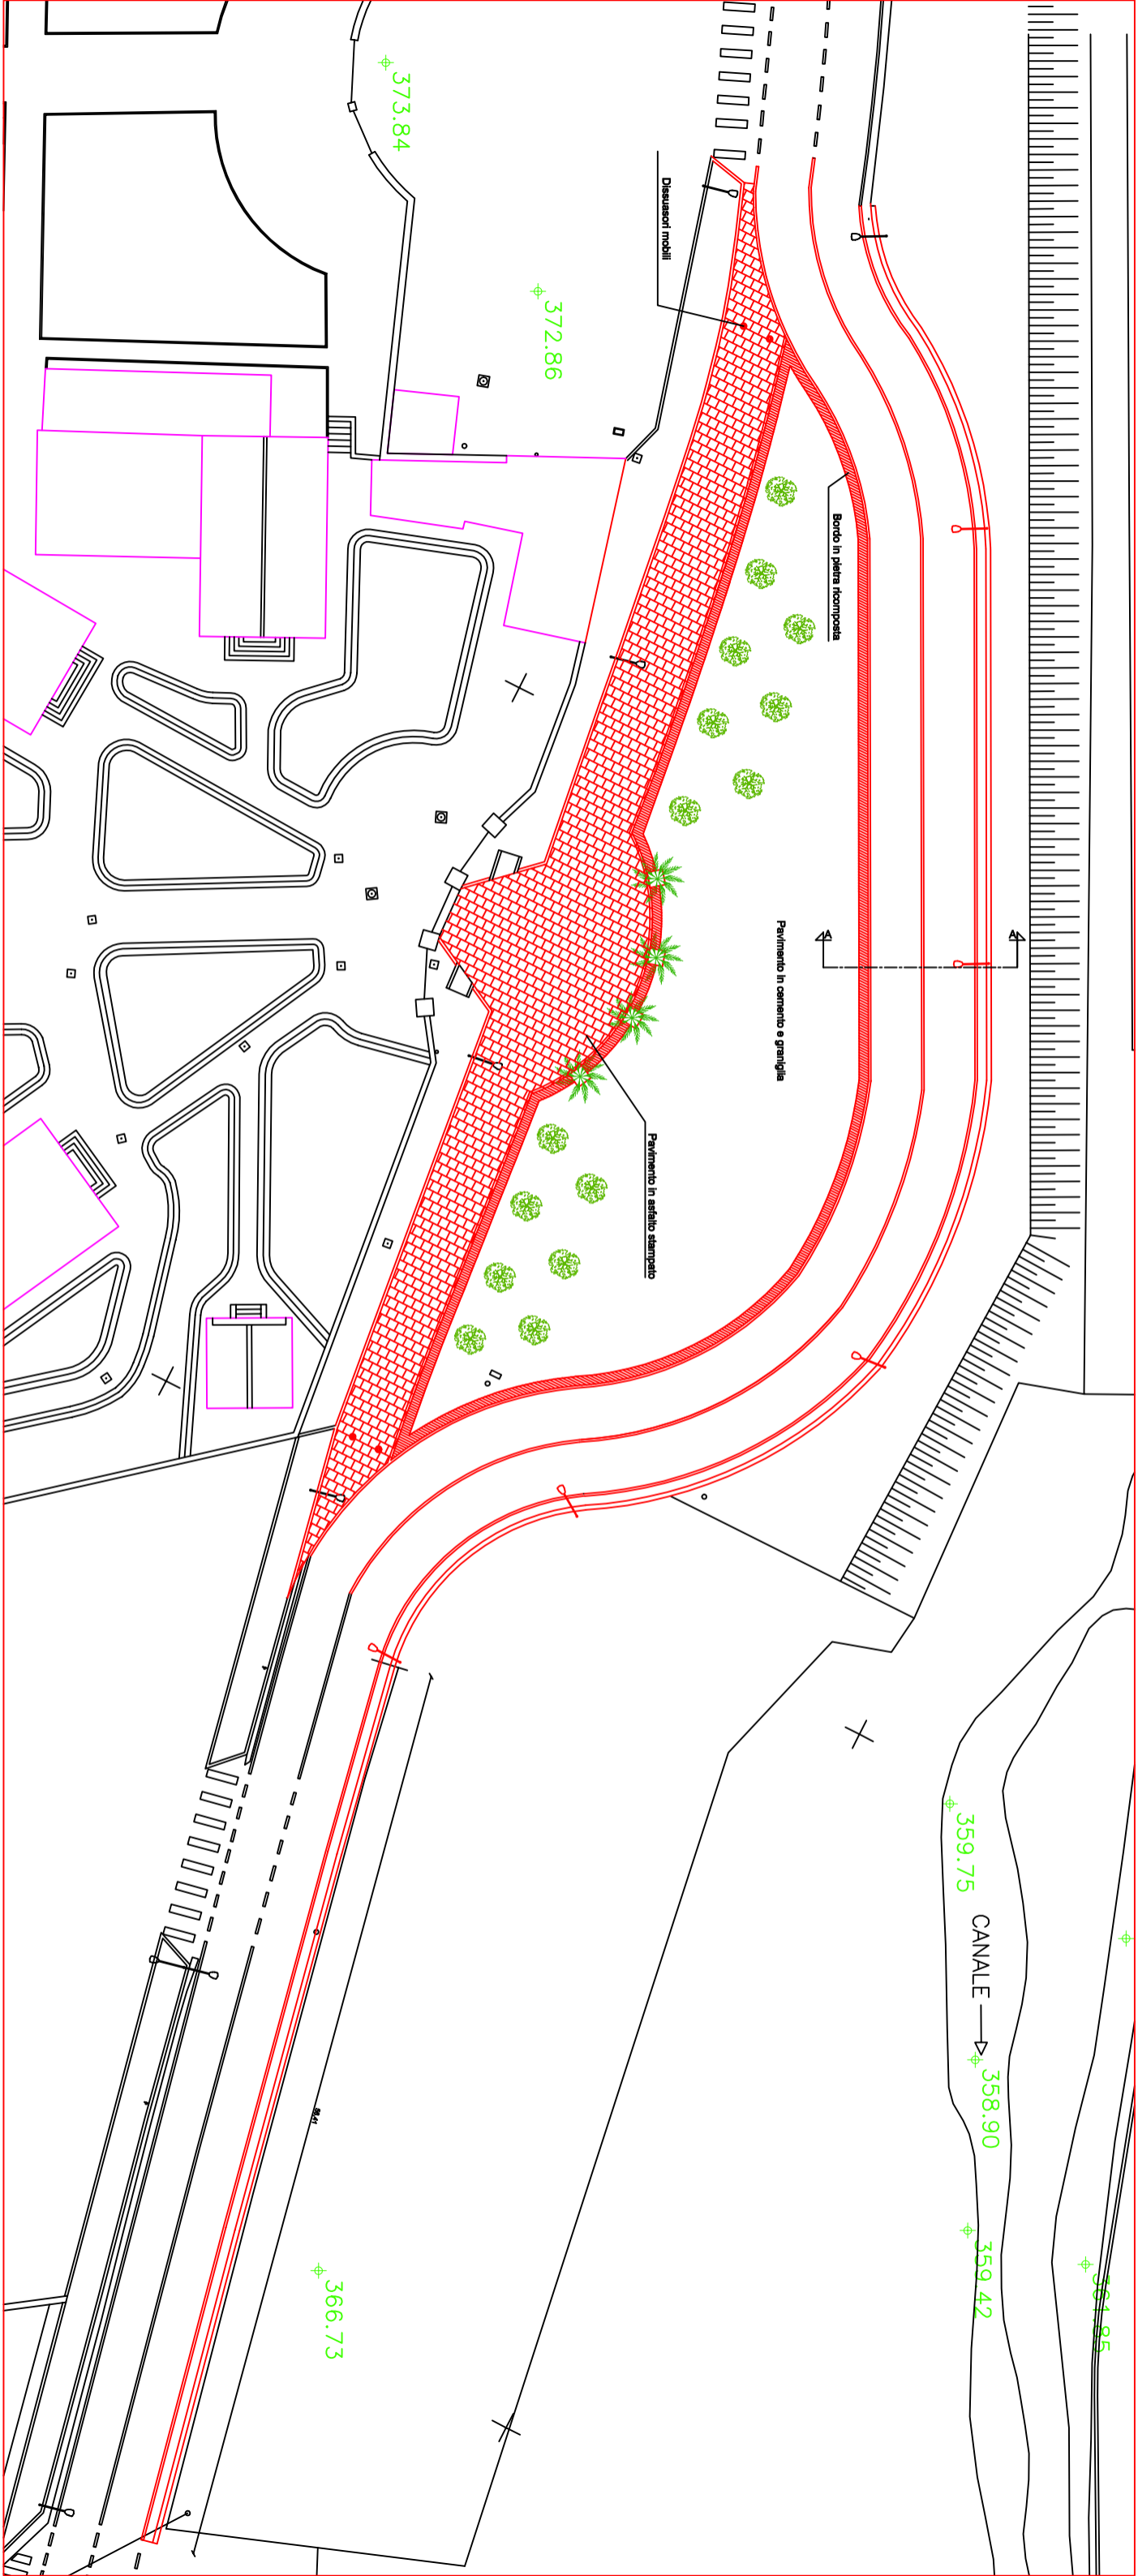 373.84
Dissuasori mobili
372.86
Bordo in pietra ricomposta
Pavimento in cemento e graniglia
A
A
Pavimento in asfalto stampato
359.75
CANALE
358.90
359.42
366.73